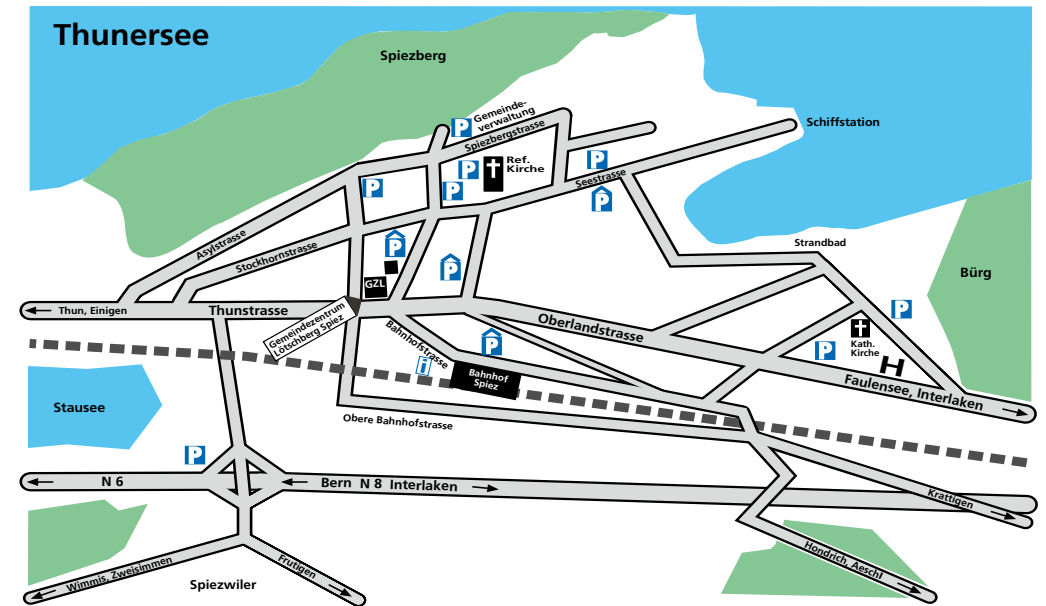 Thunersee
Spiezberg
P
Gemeinde-
verwaltung
Spiezbergstrasse
Schiffstation
P
Ref.
Kirche
P
P
P
Seestrasse
P
Asylstrasse
Stockhornstrasse
P
P
Strandbad
Bürg
GZL
Thun, Einigen
Thunstrasse
Gemeindezentrum
Lötschberg Spiez
Bahnhofstrasse
Oberlandstrasse
P
P
Kath.
Kirche
P
H
i
Bahnhof
Spiez
Faulensee, Interlaken
Stausee
Obere Bahnhofstrasse
P
N 6
Bern N 8 Interlaken
Krattigen
Wimmis, Zweisimmen
Frutigen
Hondrich, Aeschl
Spiezwiler